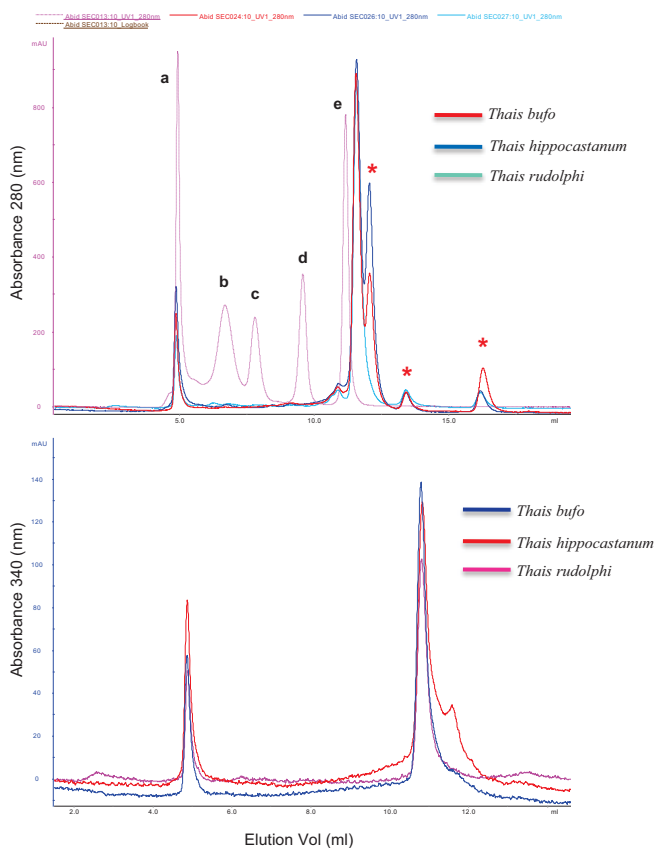 Abid SEC013:10_UV1_280nm Abid SEC024:10_UV1_280nm Abid SEC026:10_UV1_280nm Abid SEC027:10_UV1_280nm
Abid SEC013:10_Logbook
mAU
a
e
800
Thais bufo
Thais hippocastanum
*
Thais rudolphi
600
Absorbance 280 (nm)
d
400
b
c
*
*
200
0
5.0 10.0 15.0 ml
mAU
140
Thais bufo
120
Thais hippocastanum
100
Thais rudolphi
Absorbance 340 (nm)
80
60
40
20
0
2.0 4.0 6.0 8.0 10.0 12.0 ml
Elution Vol (ml)